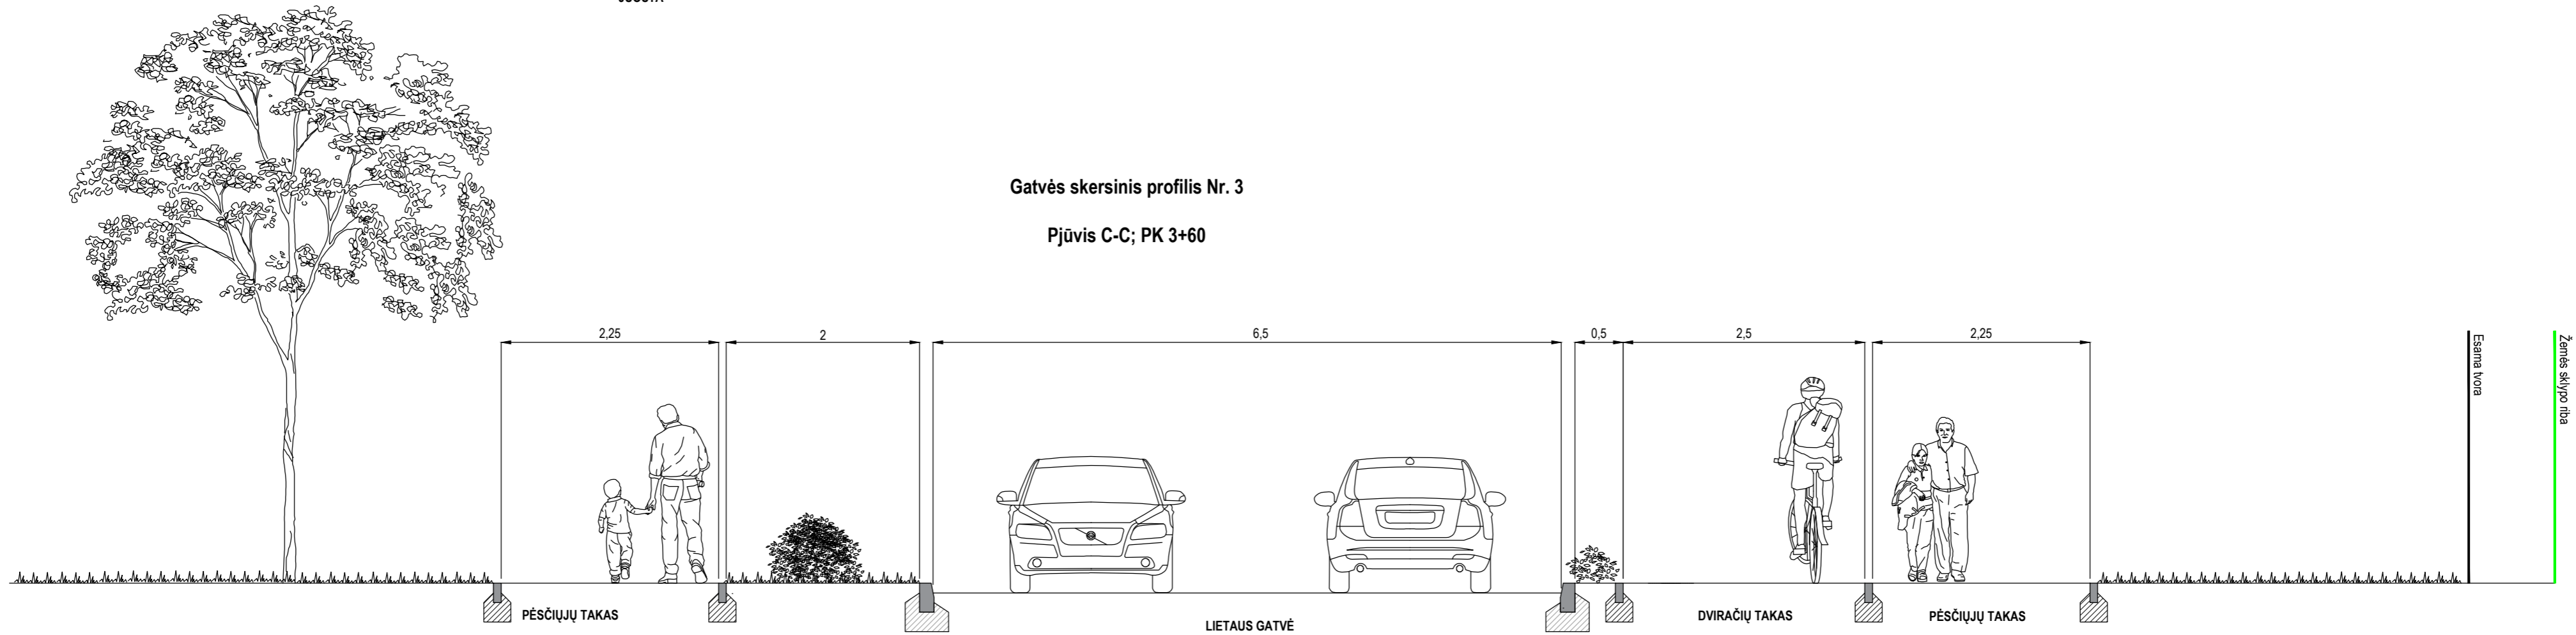 Gatvės skersinis profilis Nr. 3
Pjūvis C-C; PK 3+60
2,25
2
6,5
0,5
2,5
2,25
Esama tvora
Žemės sklypo riba
PĖSČIŲJŲ TAKAS
LIETAUS GATVĖ
DVIRAČIŲ TAKAS
PĖSČIŲJŲ TAKAS